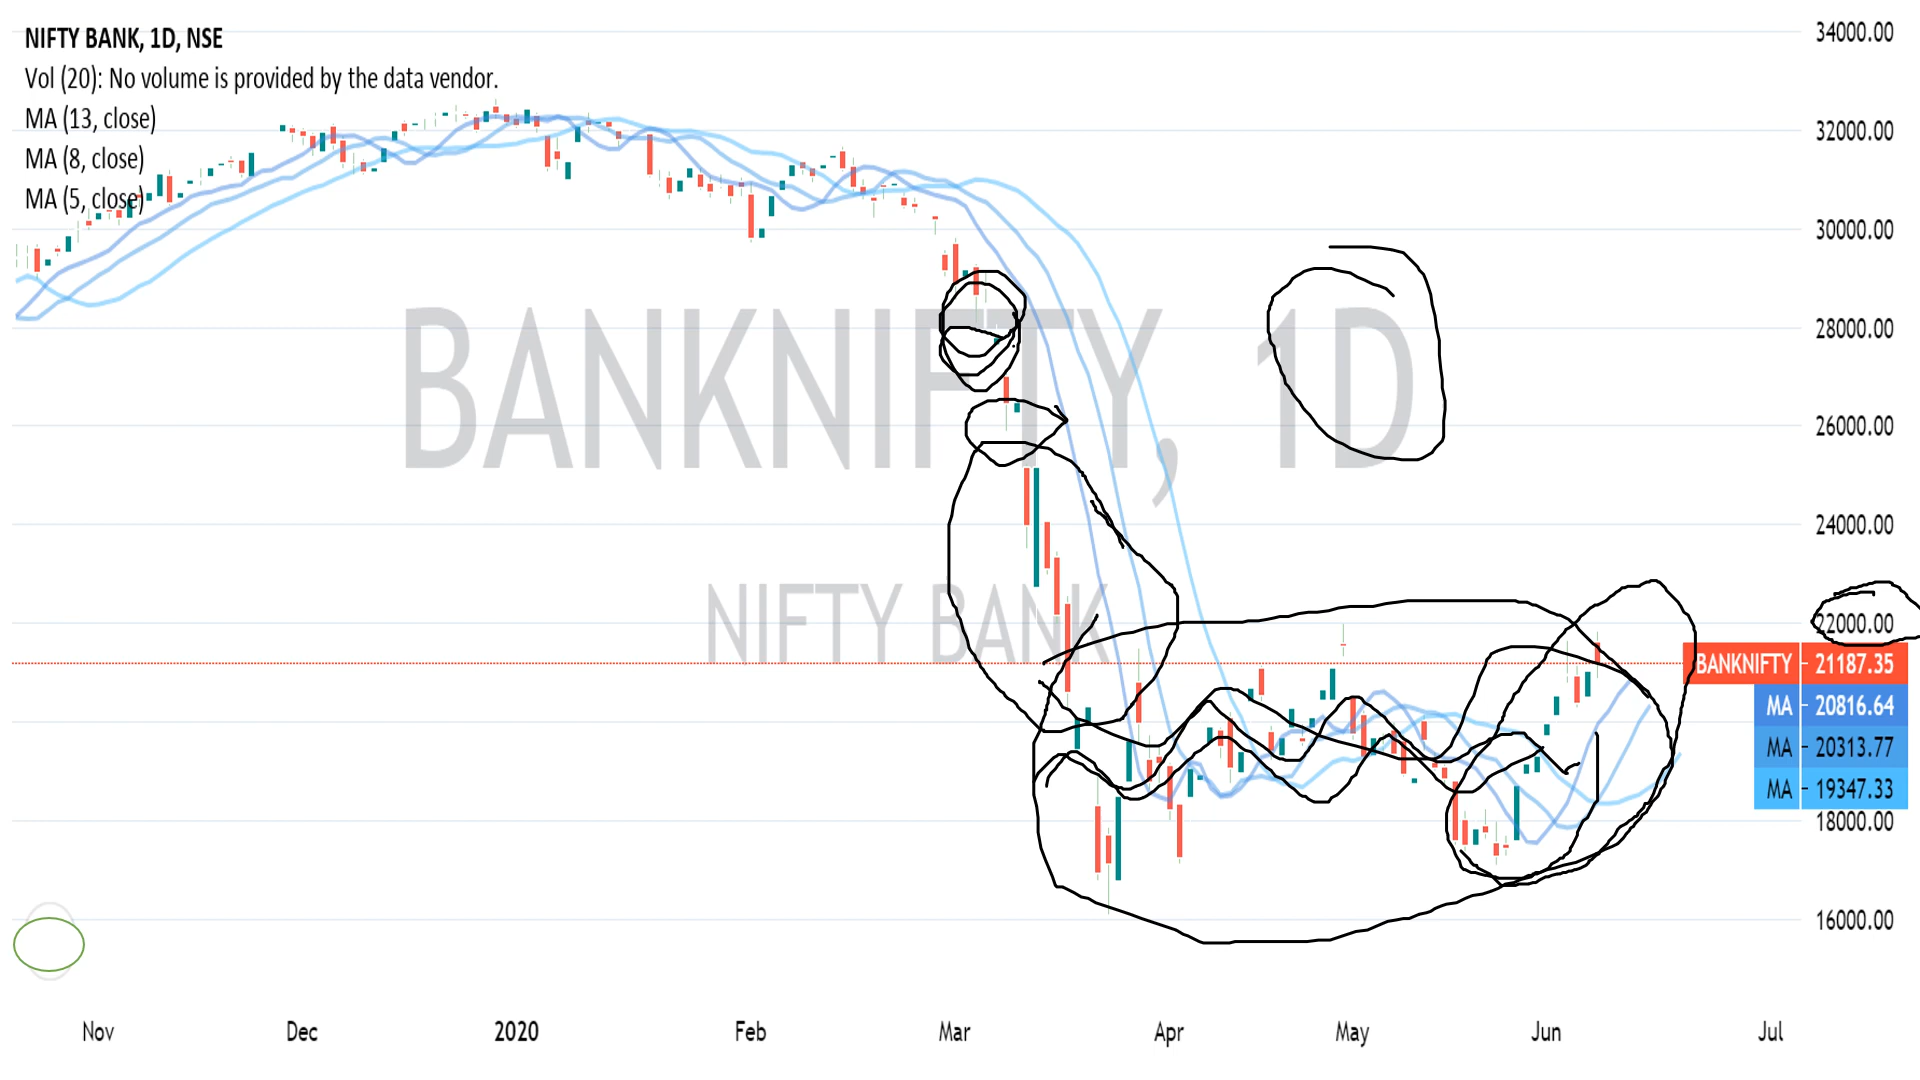 NIFTY BANK, 1D, NSE
Vol (20): No volume is provided by the data vendor.
MA (13, close)
MA (8, close)
MA (5, close)
BANKNIFTY, 1D
NIFTY BANK
34000.00
32000.00
30000.00
28000.00
26000.00
24000.00
22000.00
BANKNIFTY 21187.35
MA 20816.64
MA 20313.77
MA 19347.33
18000.00
16000.00
Nov Dec 2020 Feb Mar Apr May Jun Jul